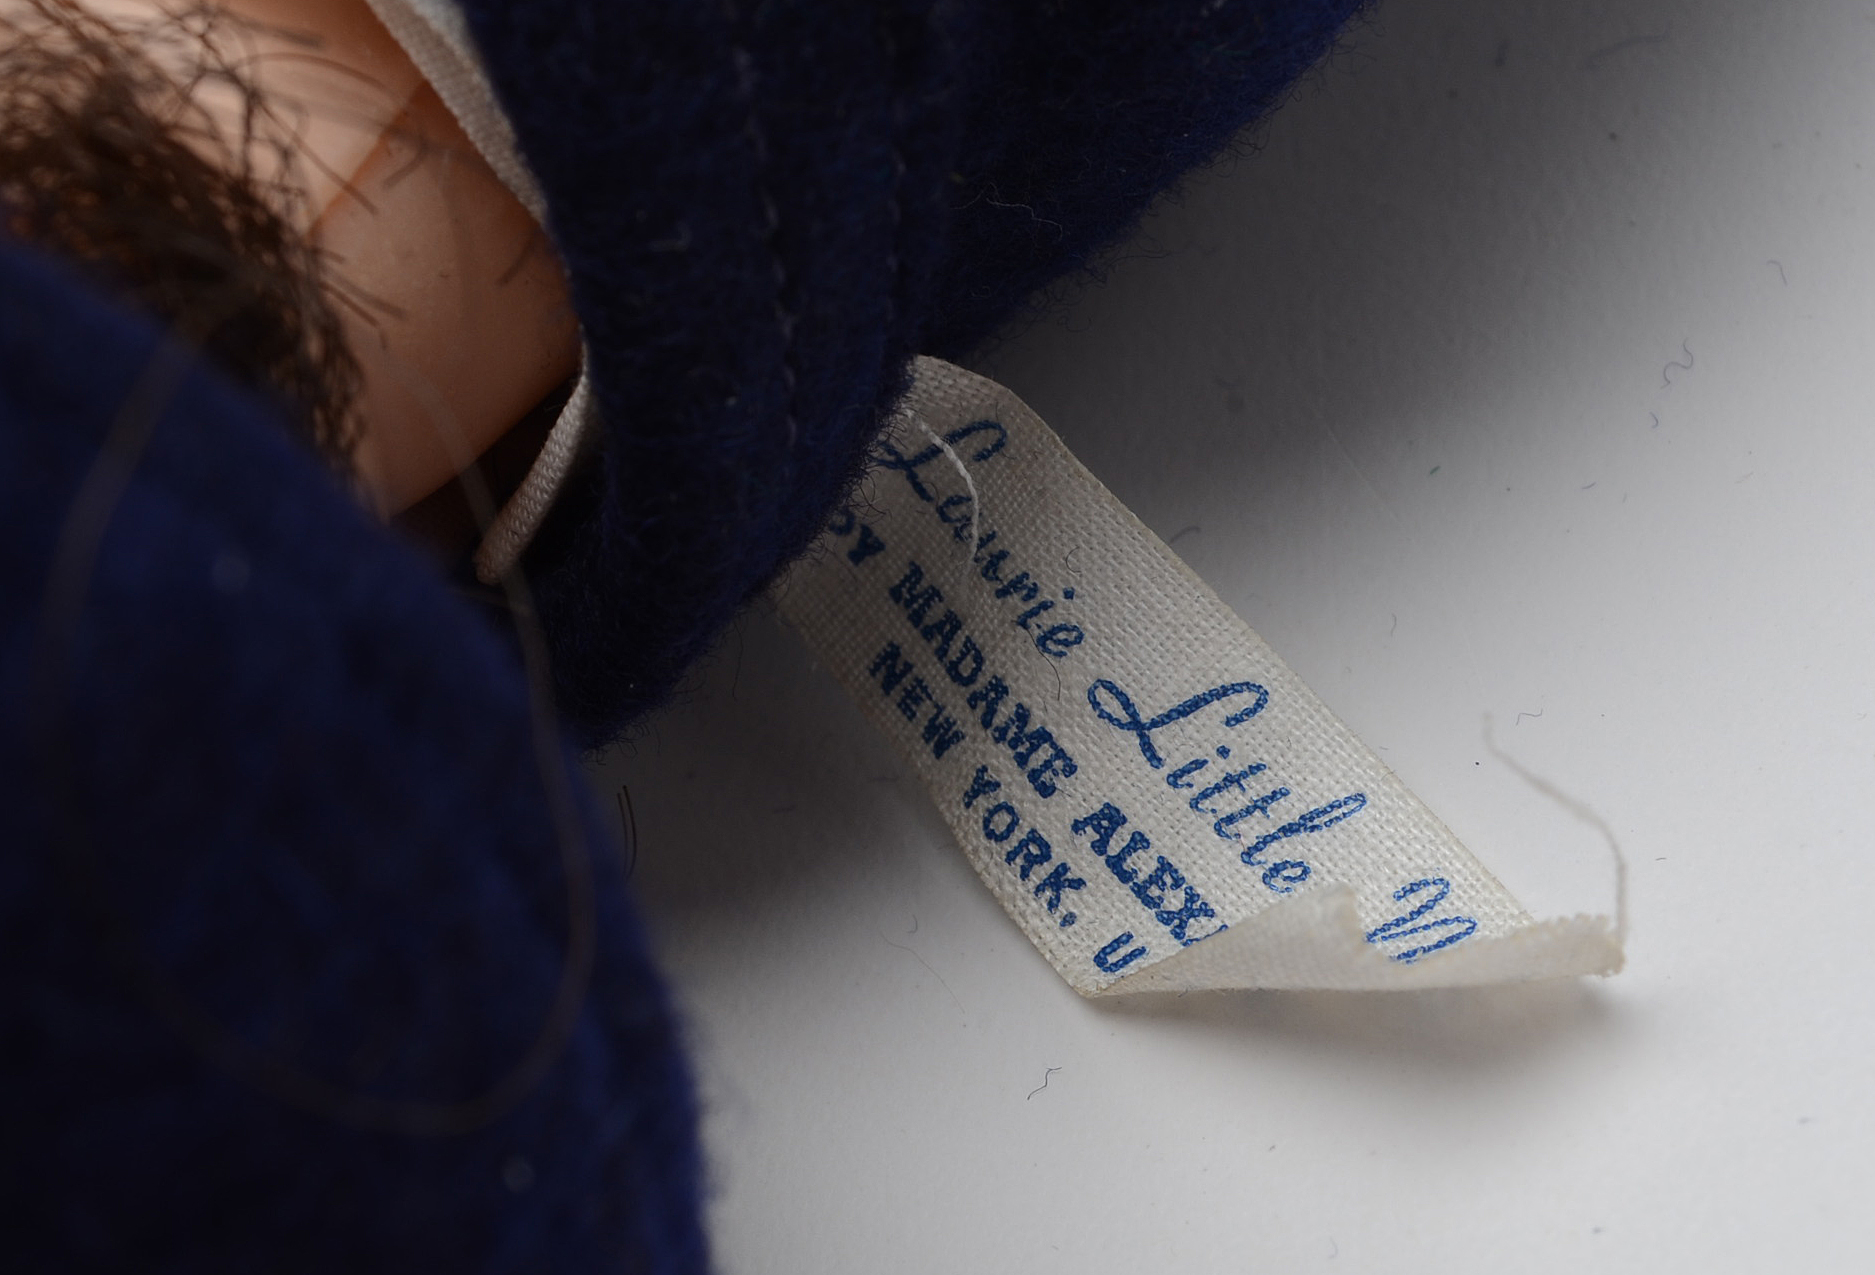 Laurie Little M
BY MADAME ALEX
NEW YORK, U